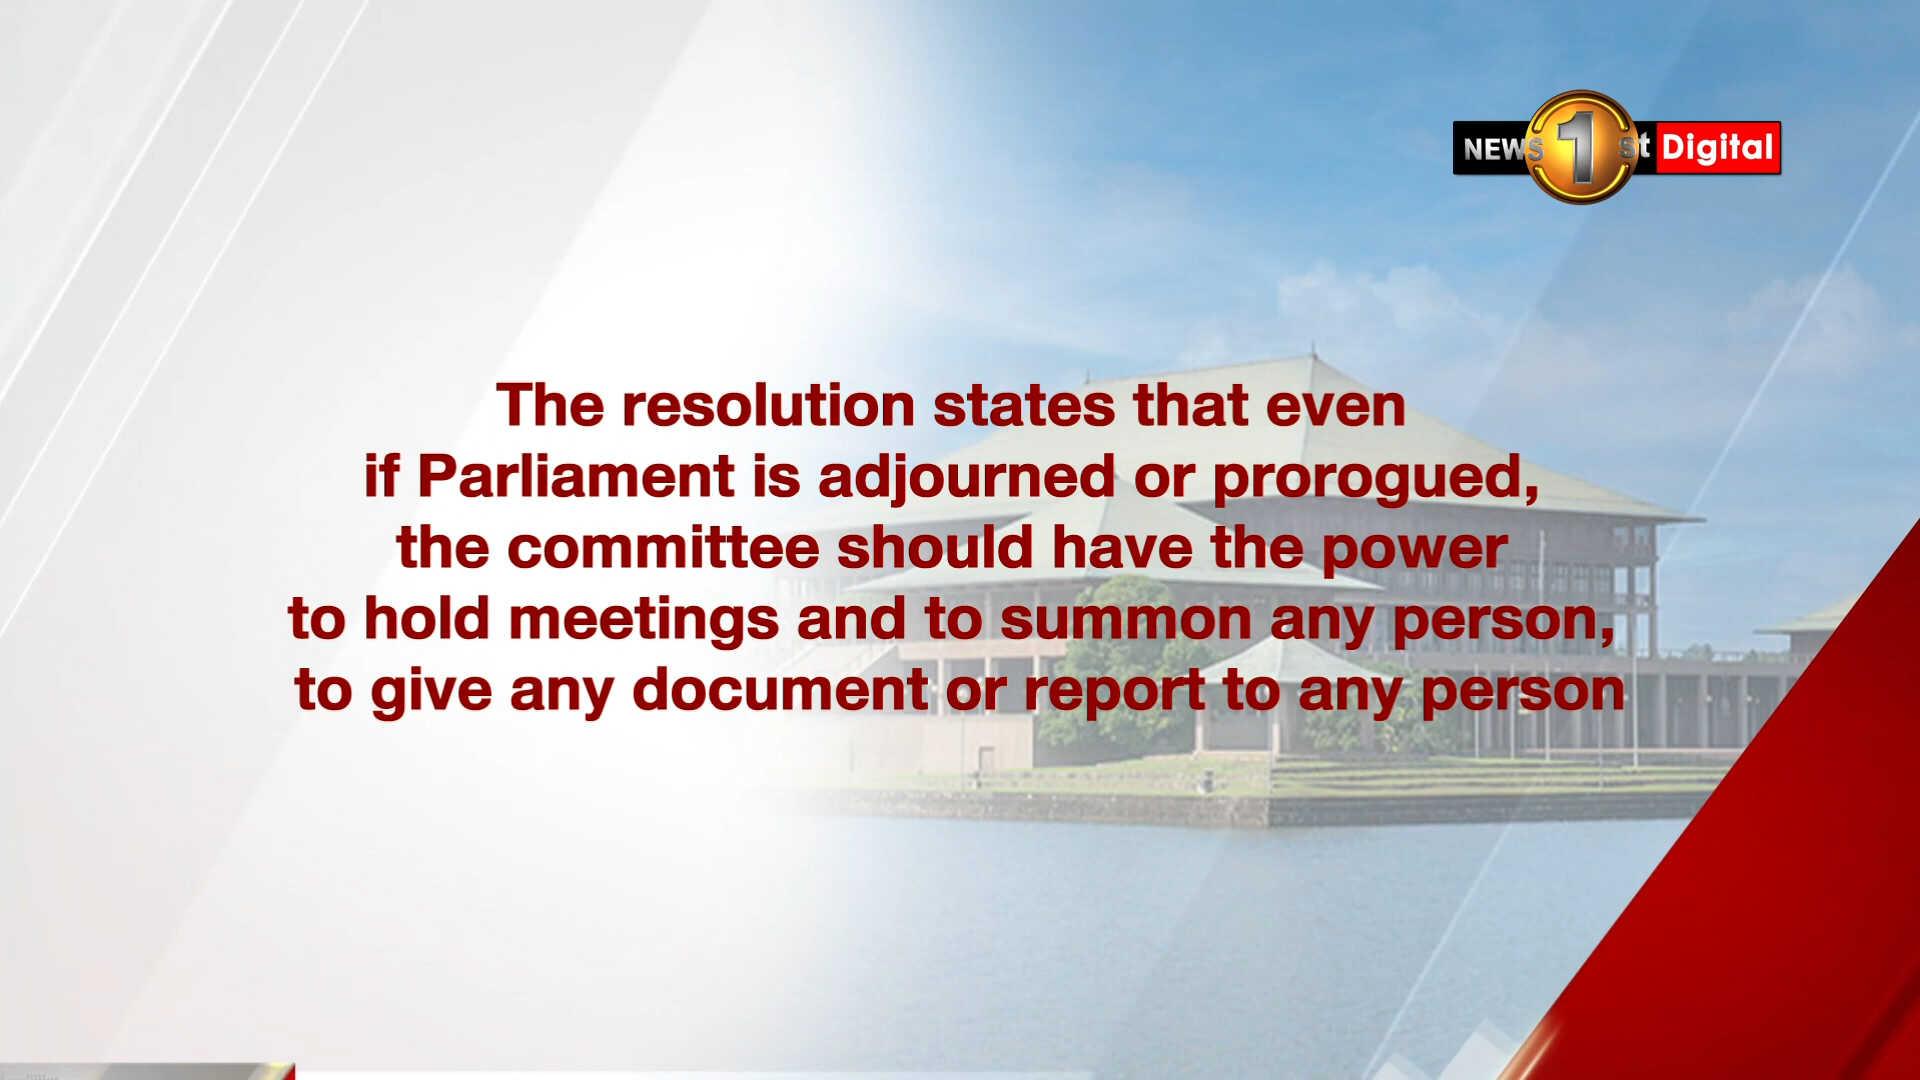 NEWS 1st Digital
The resolution states that even
if Parliament is adjourned or prorogued,
the committee should have the power
to hold meetings and to summon any person,
to give any document or report to any person